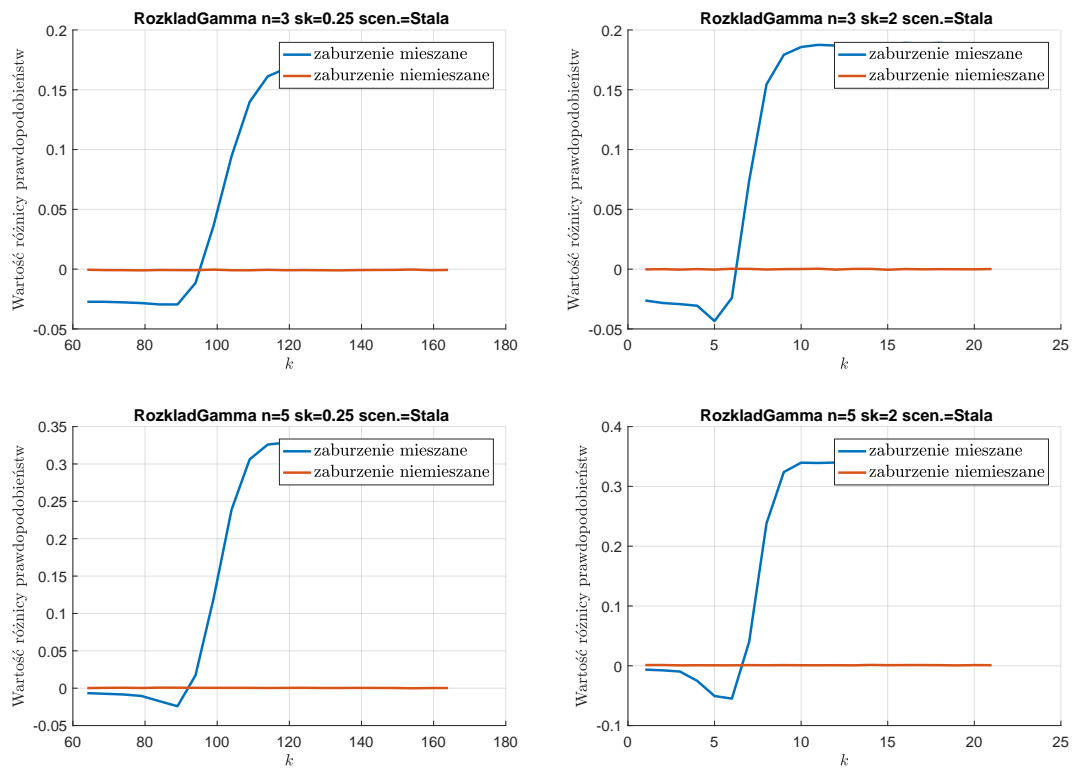 RozkladGamma n=3 sk=0.25 scen.=Stala
Wartość różnicy prawdopodobieństw
0.2
0.15
0.1
0.05
0
-0.05
60
80
100
120
140
160
180
k
zaburzenie mieszane
zaburzenie niemieszane
RozkladGamma n=3 sk=2 scen.=Stala
Wartość różnicy prawdopodobieństw
0.2
0.15
0.1
0.05
0
-0.05
0
5
10
15
20
25
k
zaburzenie mieszane
zaburzenie niemieszane
RozkladGamma n=5 sk=0.25 scen.=Stala
Wartość różnicy prawdopodobieństw
0.35
0.3
0.25
0.2
0.15
0.1
0.05
0
-0.05
60
80
100
120
140
160
180
k
zaburzenie mieszane
zaburzenie niemieszane
RozkladGamma n=5 sk=2 scen.=Stala
Wartość różnicy prawdopodobieństw
0.4
0.3
0.2
0.1
0
-0.1
0
5
10
15
20
25
k
zaburzenie mieszane
zaburzenie niemieszane